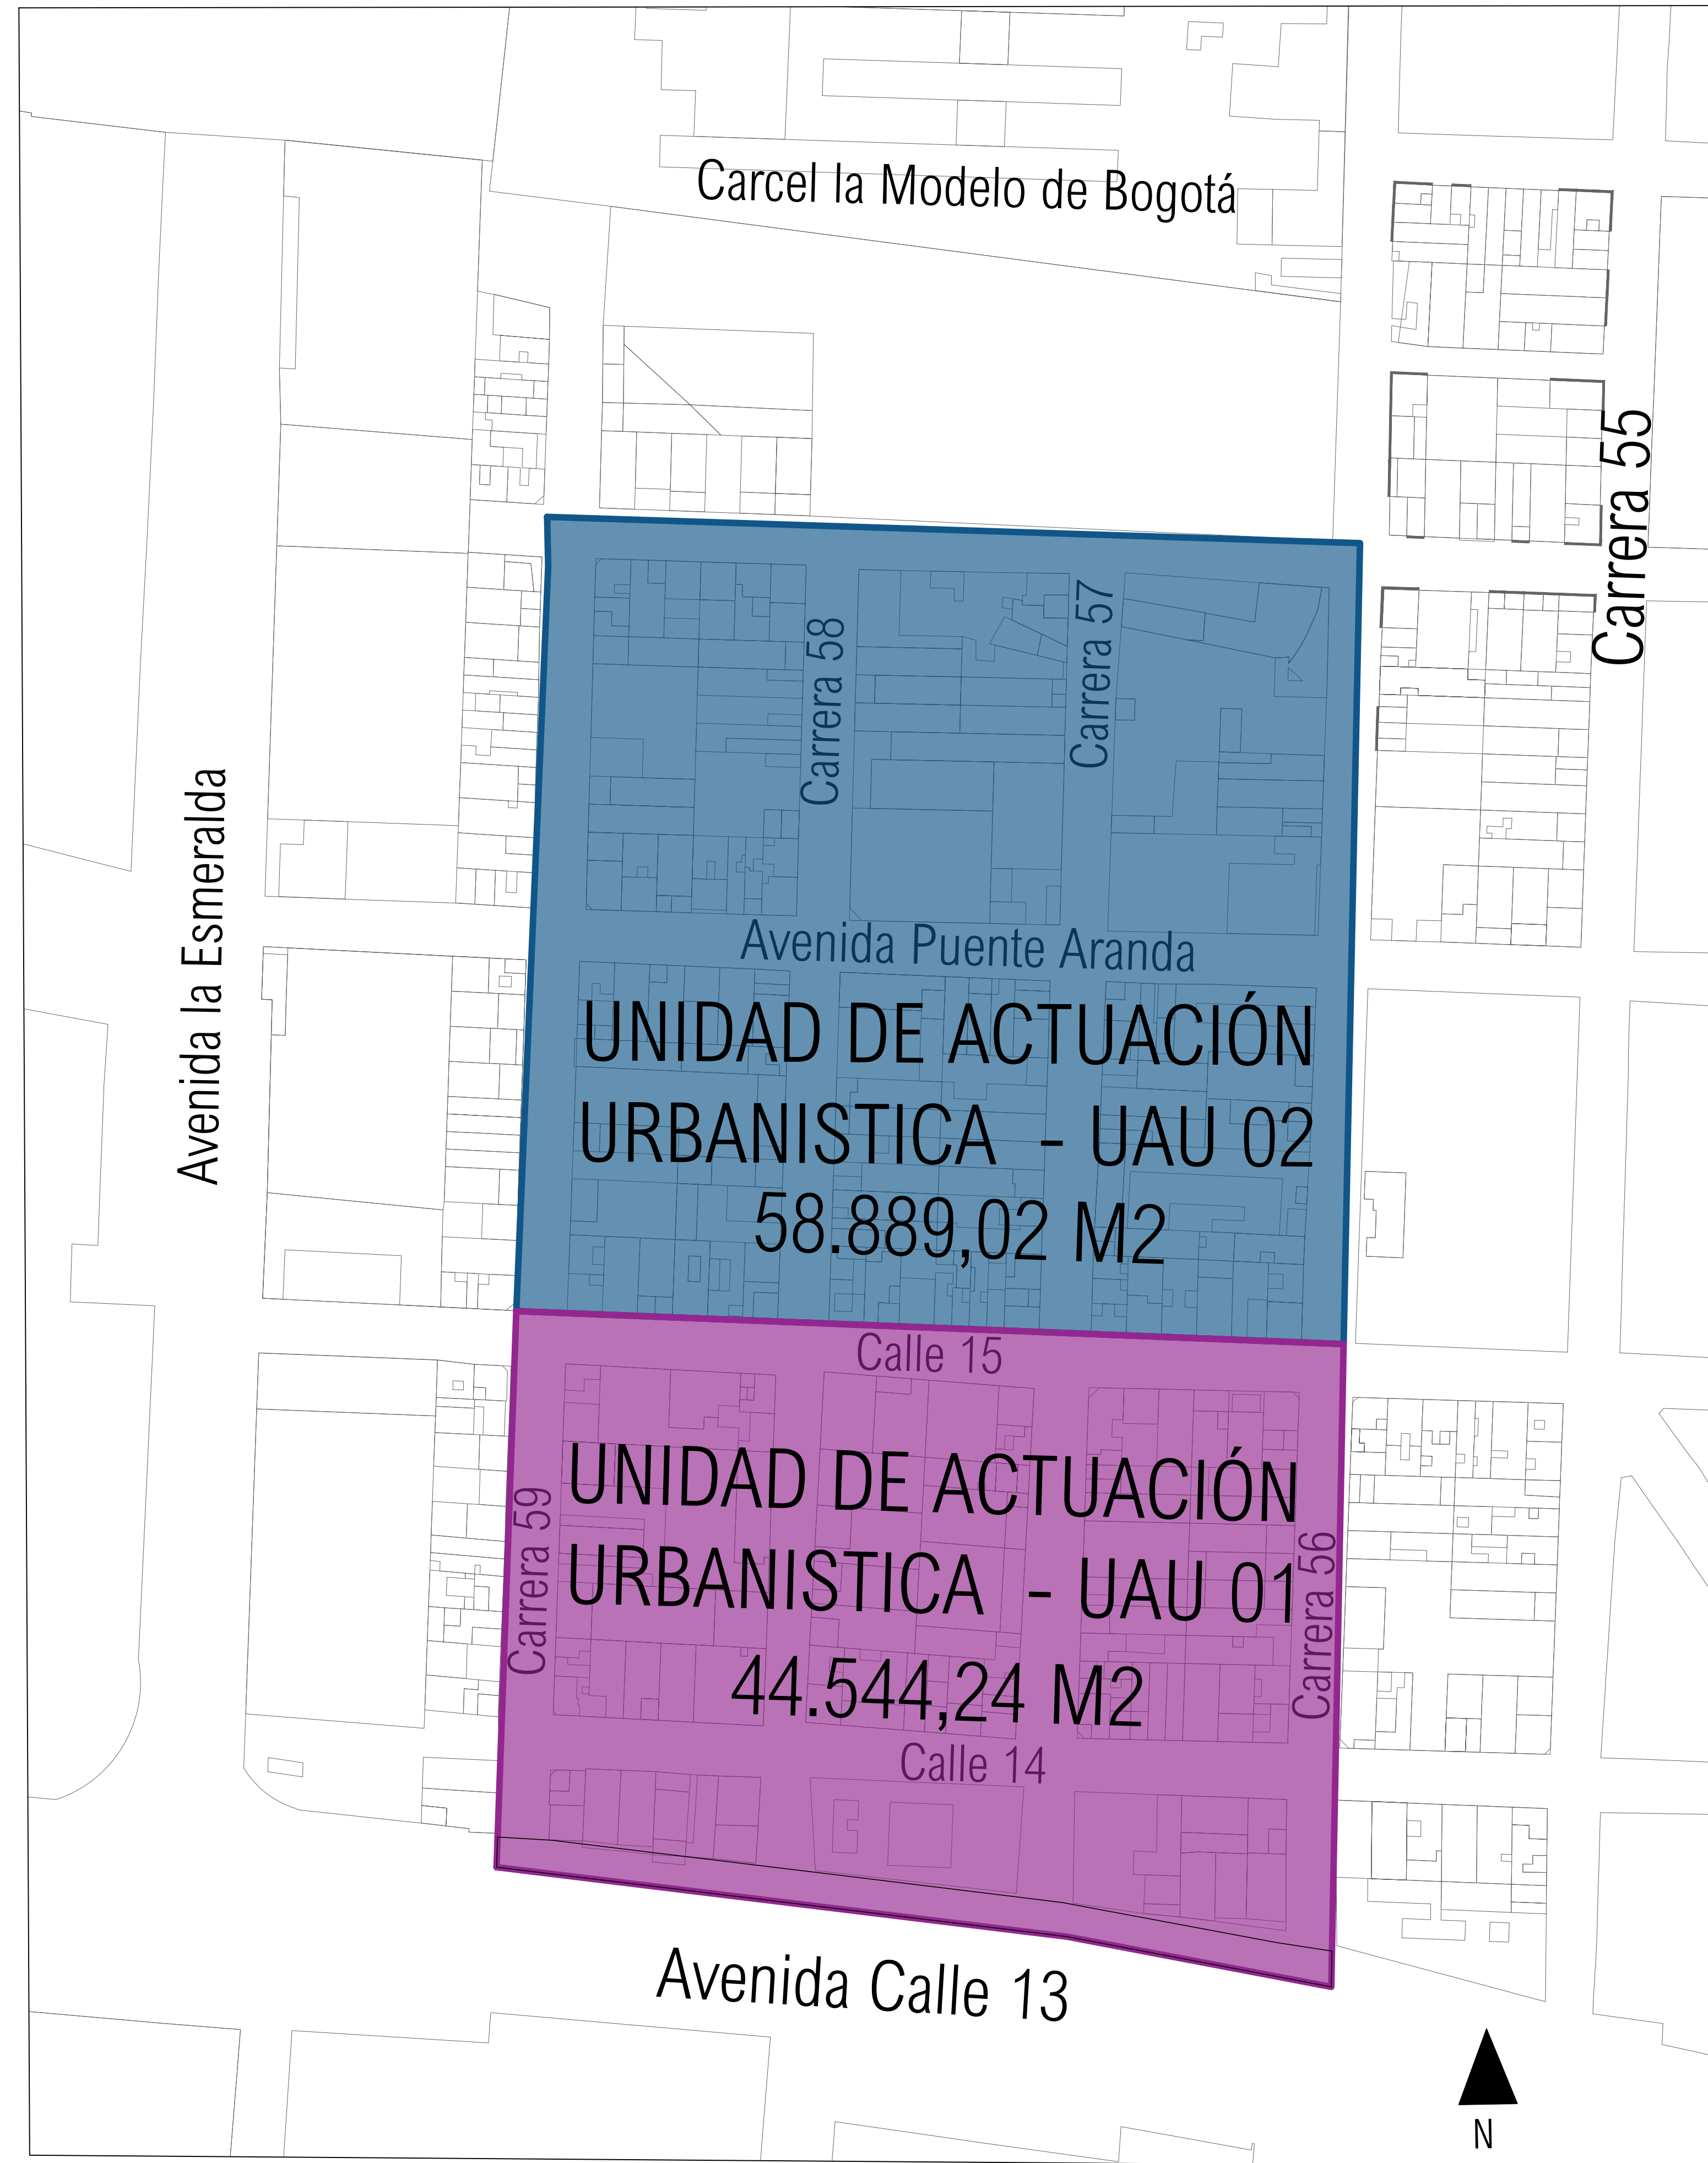 Carcel la Modelo de Bogotá
Carrera 55
Carrera 58
Carrera 57
Avenida la Esmeralda
Avenida Puente Aranda
UNIDAD DE ACTUACIÓN
URBANISTICA - UAU 02
58.889,02 M2
Calle 15
UNIDAD DE ACTUACIÓN
URBANISTICA - UAU 01
44.544,24 M2
Carrera 59
Carrera 56
Calle 14
Avenida Calle 13
N